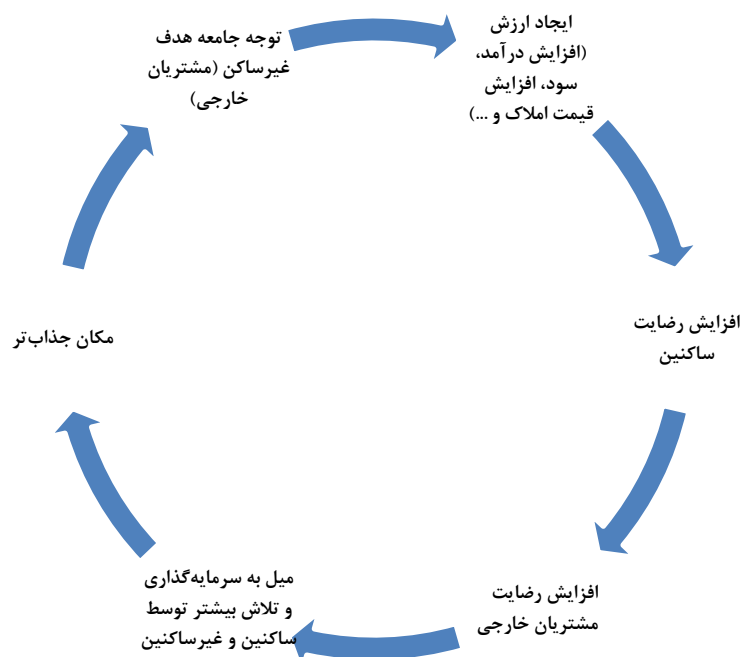 ایجاد ارزش
(افزایش درآمد،
سود، افزایش
قیمت املاک و ...)
افزایش رضایت
ساکنین
افزایش رضایت
مشتریان خارجی
میل به سرمایه‌گذاری
و تلاش بیشتر توسط
ساکنین و غیرساکنین
مکان جذاب‌تر
توجه جامعه هدف
غیرساکن (مشتریان
خارجی)